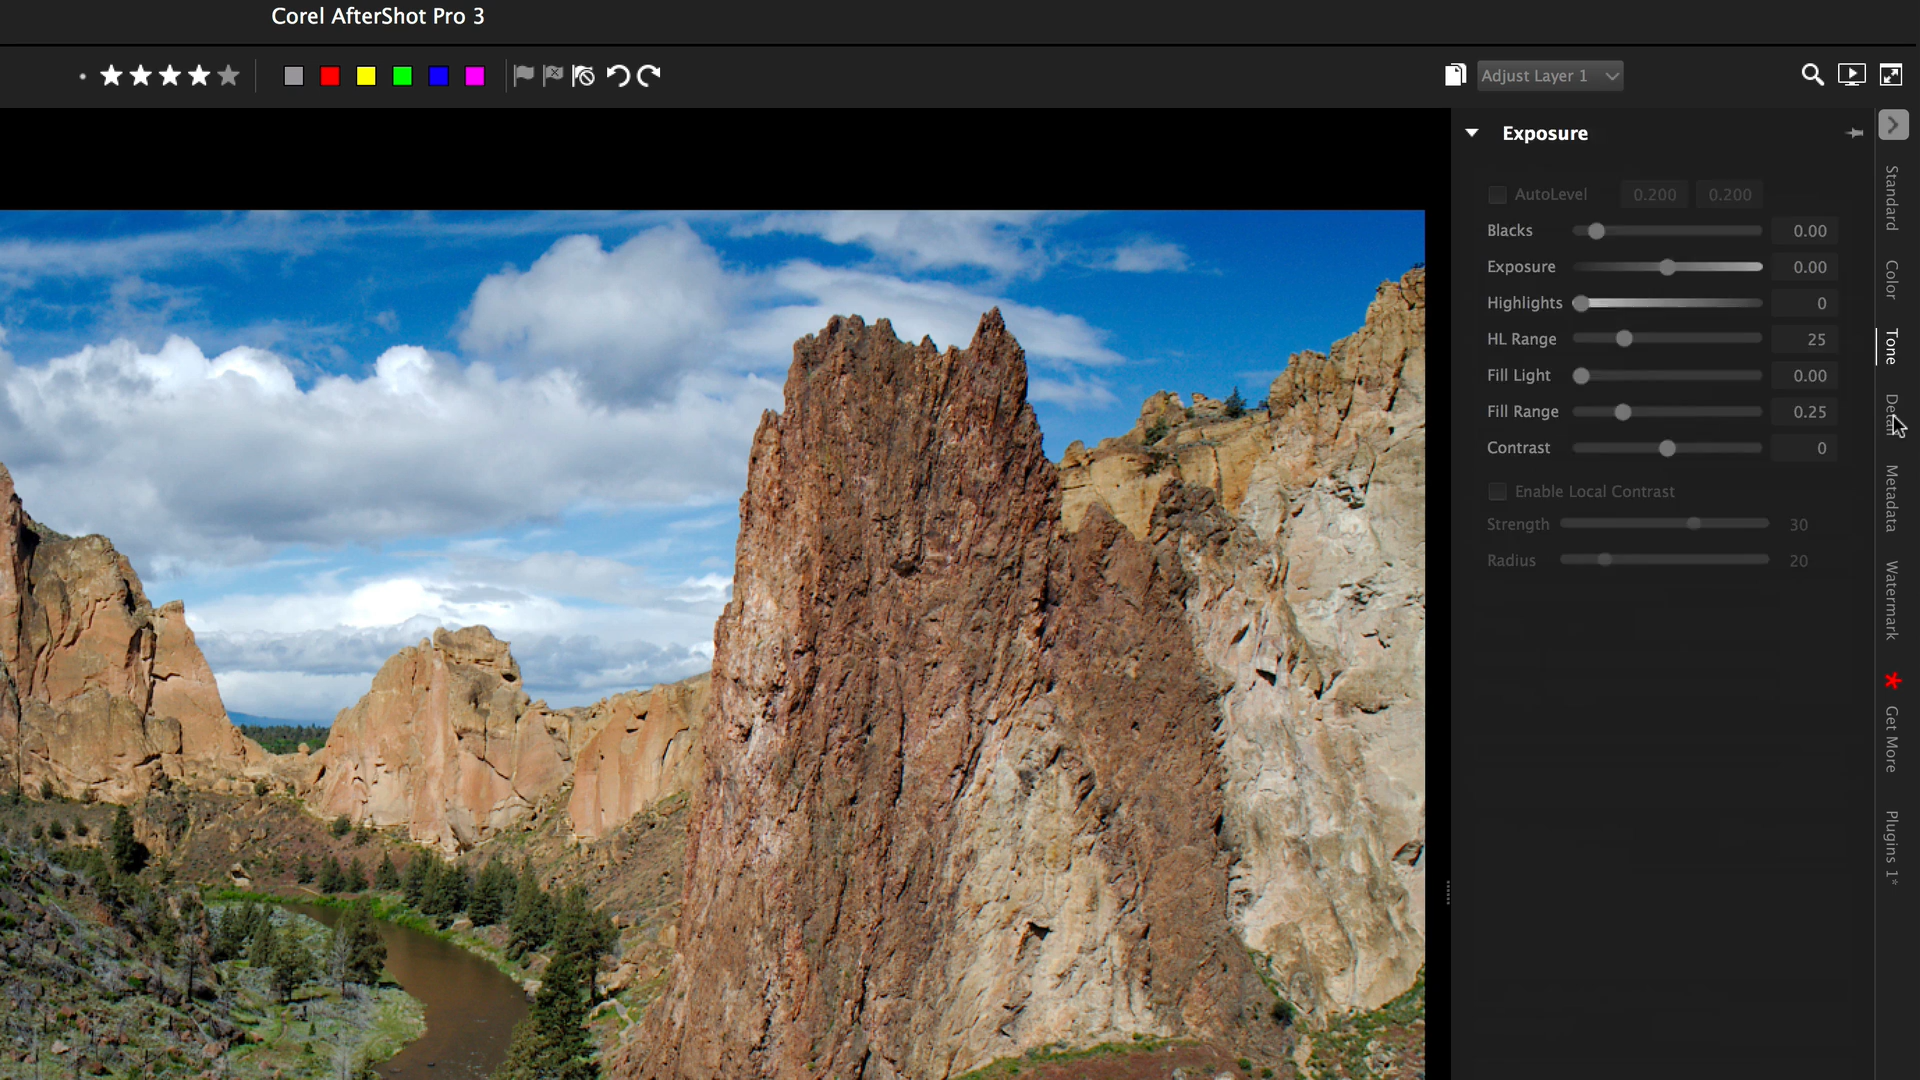 Corel AfterShot Pro 3
Adjust Layer 1
Exposure
AutoLevel 0.200 0.200
Blacks 0.00
Exposure 0.00
Highlights 0
HL Range 25
Fill Light 0.00
Fill Range 0.25
Contrast 0
Enable Local Contrast
Strength 30
Radius 20
Standard
Color
Tone
Detail
Metadata
Watermark
Get More
Plugins 1*